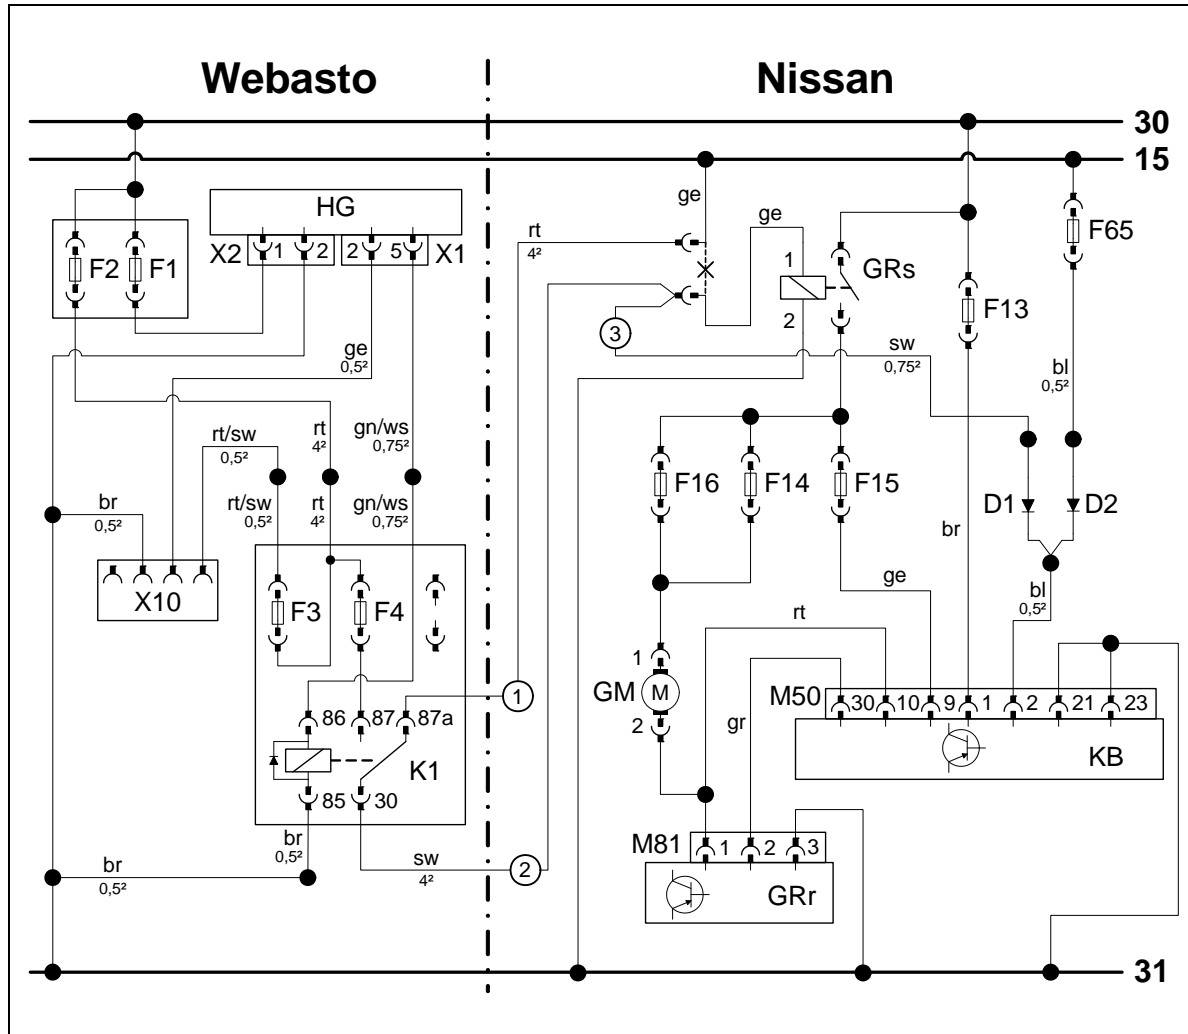 Webasto
Nissan
30
15
HG
X2 1 2 2 5 X1
F2 F1
ge
0,5²
rt/sw
0,5²
rt
4²
gn/ws
0,75²
rt/sw
0,5²
rt
4²
gn/ws
0,75²
br
0,5²
X10
F3 F4
86 87 87a
K1
85 30
br
0,5²
br
0,5²
sw
4²
1
2
rt
4²
ge
ge
1
2
GRs
3
F13
F65
sw
0,75²
bl
0,5²
F16 F14 F15
D1 D2
br
ge
bl
0,5²
rt
1
GM M
2
gr
M50 30 10 9 1 2 21 23
KB
M81 1 2 3
GRr
31